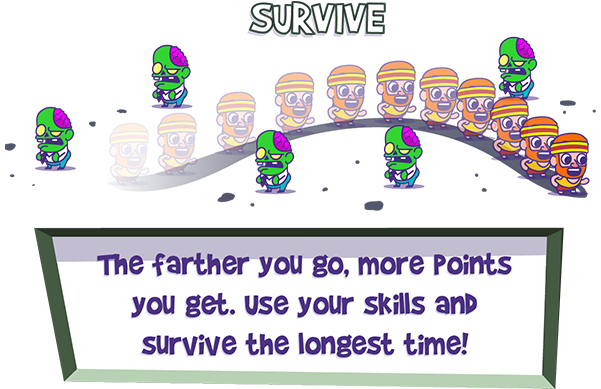 SURVIVE
The farther you go, more Points
you get. Use your skills and
survive the longest time!